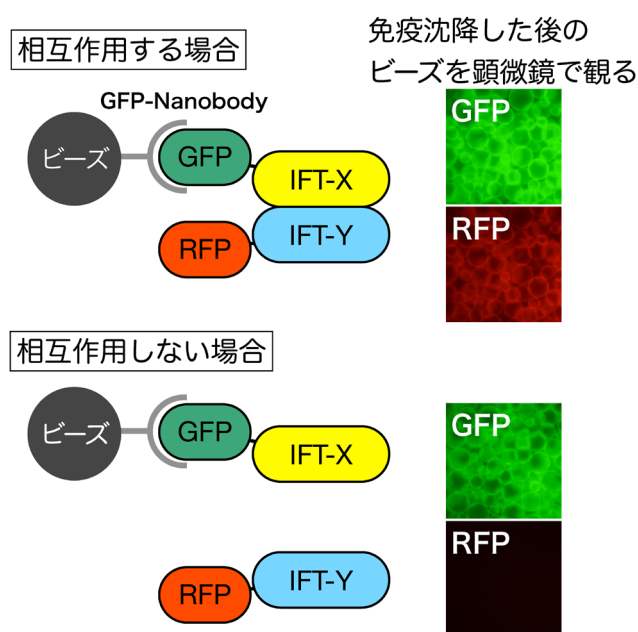 相互作用する場合
免疫沈降した後の
ビーズを顕微鏡で観る
GFP-Nanobody
ビーズ
GFP
IFT-X
RFP
IFT-Y
GFP
RFP
相互作用しない場合
ビーズ
GFP
IFT-X
RFP
IFT-Y
GFP
RFP